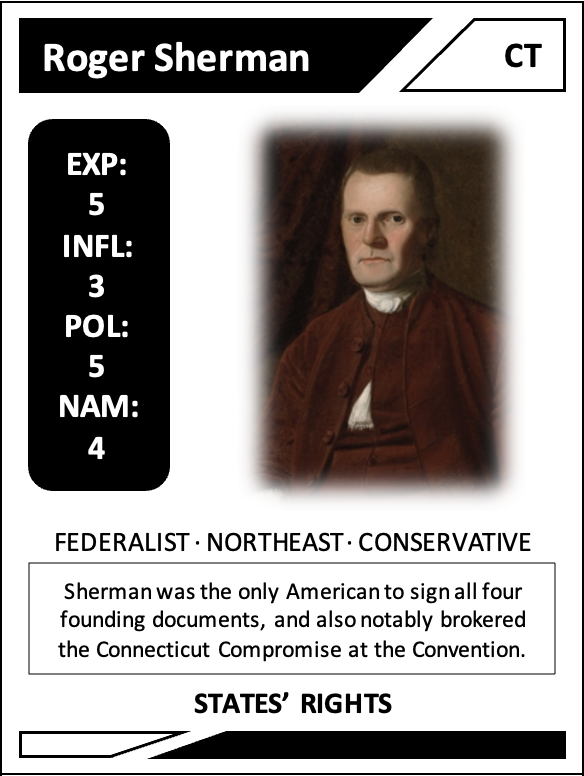 Roger Sherman
CT
EXP:
5
INFL:
3
POL:
5
NAM:
4
FEDERALIST · NORTHEAST · CONSERVATIVE
Sherman was the only American to sign all four
founding documents, and also notably brokered
the Connecticut Compromise at the Convention.
STATES’ RIGHTS